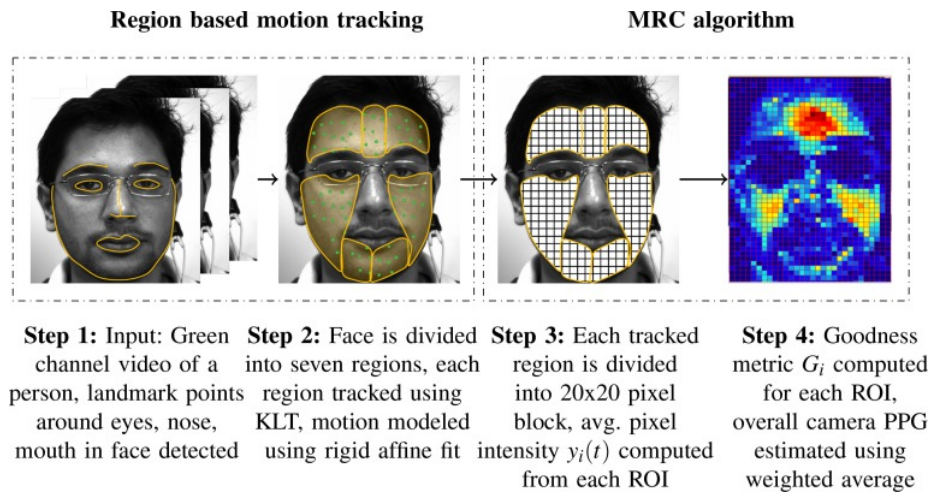 Region based motion tracking
MRC algorithm
Step 1: Input: Green
channel video of a
person, landmark points
around eyes, nose,
mouth in face detected
Step 2: Face is divided
into seven regions, each
region tracked using
KLT, motion modeled
using rigid affine fit
Step 3: Each tracked
region is divided
into 20x20 pixel
block, avg. pixel
intensity yᵢ(t) computed
from each ROI
Step 4: Goodness
metric Gᵢ computed
for each ROI,
overall camera PPG
estimated using
weighted average